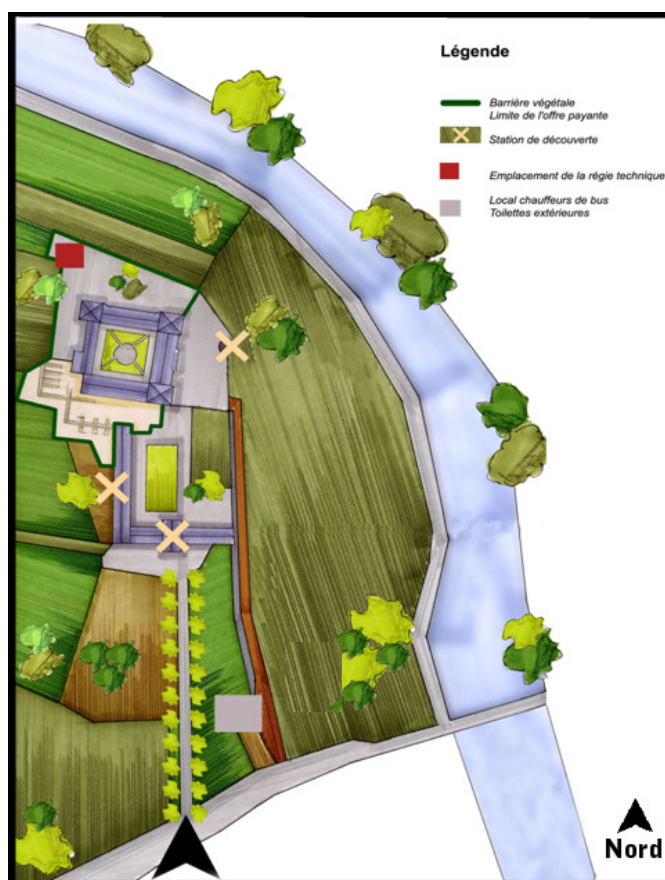 Légende
Barrière végétale
Limite de l'offre payante
Station de découverte
Emplacement de la régie technique
Local chauffeurs de bus
Toilettes extérieures
Nord